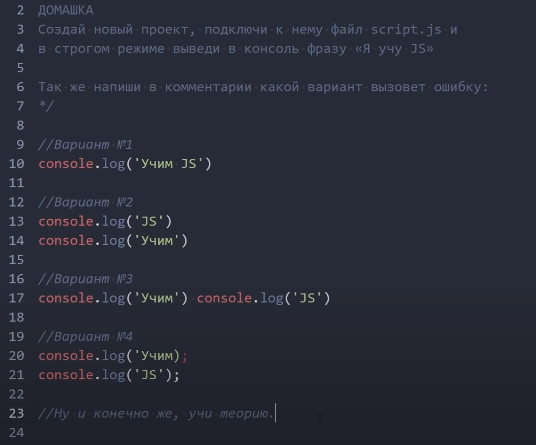 2 ДОМАШКА
3 Создай новый проект, подключи к нему файл script.js и
4 в строгом режиме выведи в консоль фразу «Я учу JS»
5
6 Так же напиши в комментарии какой вариант вызовет ошибку:
7 */
8
9 //Вариант №1
10 console.log('Учим JS')
11
12 //Вариант №2
13 console.log('JS')
14 console.log('Учим')
15
16 //Вариант №3
17 console.log('Учим') console.log('JS')
18
19 //Вариант №4
20 console.log('Учим);
21 console.log('JS');
22
23 //Ну и конечно же, учи теорию.
24